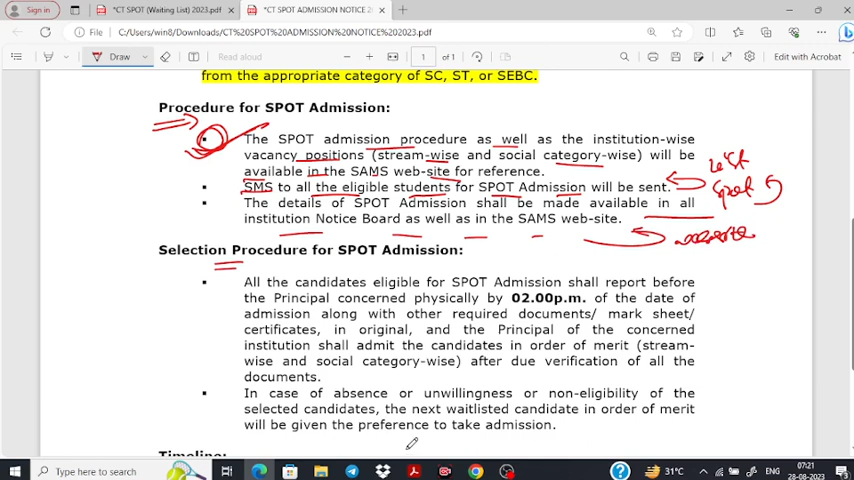 Sign in
*CT SPOT (Waiting List) 2023.pdf
*CT SPOT ADMISSION NOTICE 2
File
C:/Users/win8/Downloads/CT%20SPOT%20ADMISSION%20NOTICE%202023.pdf
Draw
Read aloud
1
of 1
Edit with Acrobat
from the appropriate category of SC, ST, or SEBC.
Procedure for SPOT Admission:
The SPOT admission procedure as well as the institution-wise
vacancy positions (stream-wise and social category-wise) will be
available in the SAMS web-site for reference.
SMS to all the eligible students for SPOT Admission will be sent.
The details of SPOT Admission shall be made available in all
institution Notice Board as well as in the SAMS web-site.
Spot
Selection Procedure for SPOT Admission:
All the candidates eligible for SPOT Admission shall report before
the Principal concerned physically by 02.00p.m. of the date of
admission along with other required documents/ mark sheet/
certificates, in original, and the Principal of the concerned
institution shall admit the candidates in order of merit (stream-
wise and social category-wise) after due verification of all the
documents.
In case of absence or unwillingness or non-eligibility of the
selected candidates, the next waitlisted candidate in order of merit
will be given the preference to take admission.
Timeline:
Type here to search
31°C
ENG
07:21
28-08-2023